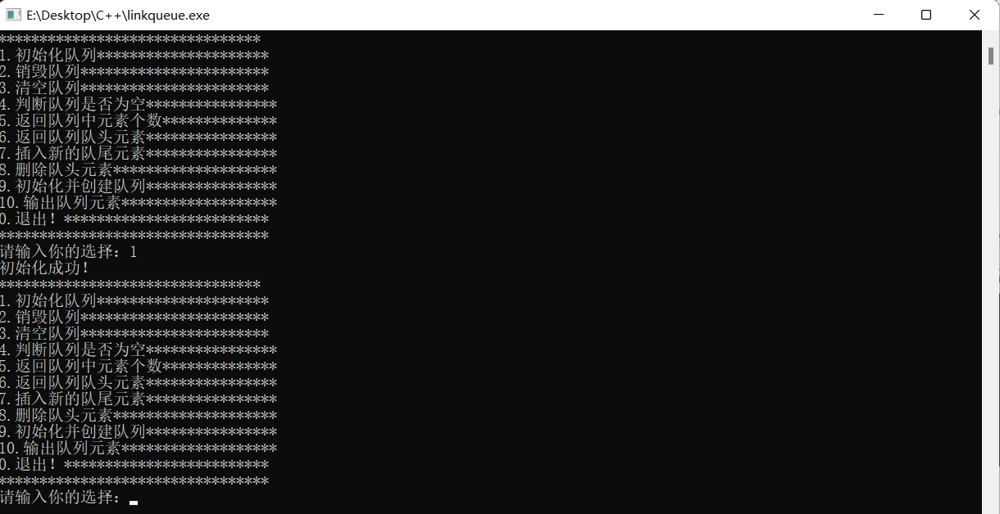 E:\Desktop\C++\linkqueue.exe
********************************
1.初始化队列*********************
2.销毁队列***********************
3.清空队列***********************
4.判断队列是否为空****************
5.返回队列中元素个数**************
6.返回队列队头元素****************
7.插入新的队尾元素****************
8.删除队头元素********************
9.初始化并创建队列****************
10.输出队列元素*******************
0.退出！*************************
*********************************
请输入你的选择：1
初始化成功！
********************************
1.初始化队列*********************
2.销毁队列***********************
3.清空队列***********************
4.判断队列是否为空****************
5.返回队列中元素个数**************
6.返回队列队头元素****************
7.插入新的队尾元素****************
8.删除队头元素********************
9.初始化并创建队列****************
10.输出队列元素*******************
0.退出！*************************
*********************************
请输入你的选择：